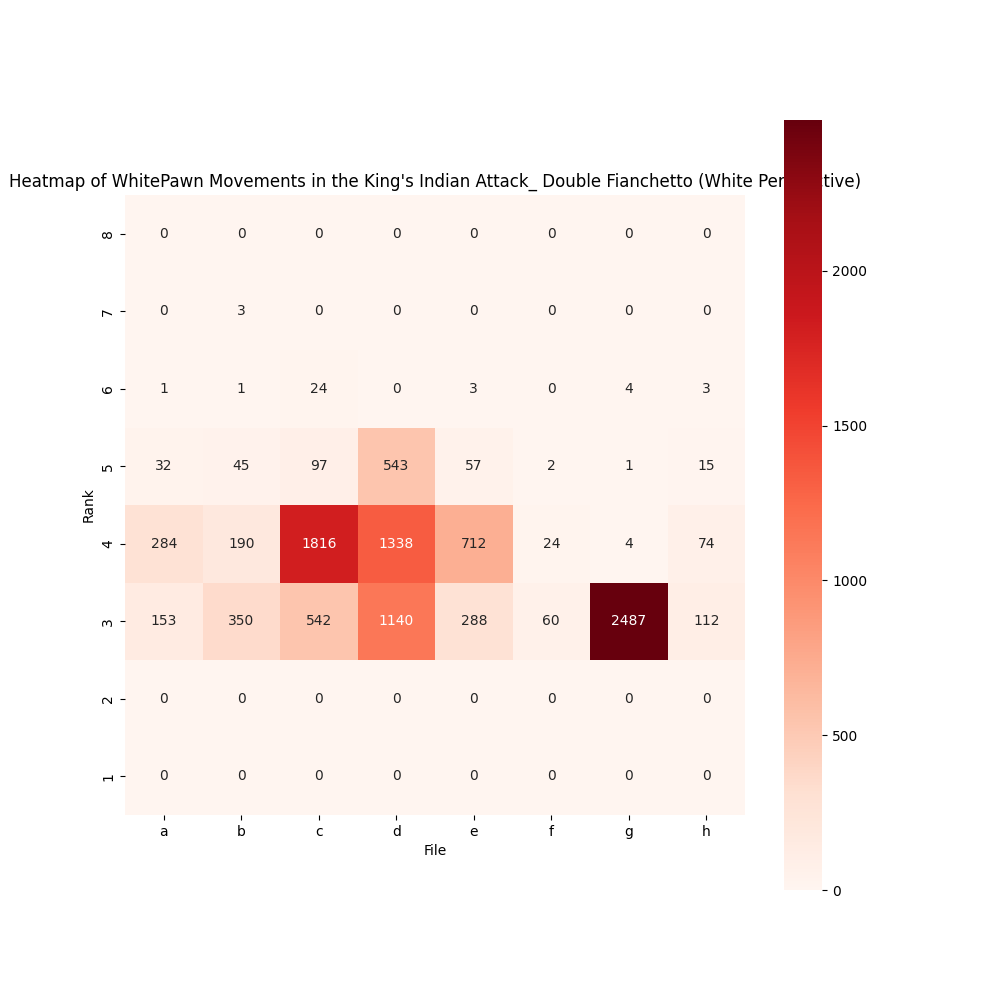 Heatmap of WhitePawn Movements in the King's Indian Attack_ Double Fianchetto (White Per tive)
8 0 0 0 0 0 0 0 0
7 0 3 0 0 0 0 0 0
6 1 1 24 0 3 0 4 3
5 32 45 97 543 57 2 1 15
4 284 190 1816 1338 712 24 4 74
3 153 350 542 1140 288 60 2487 112
2 0 0 0 0 0 0 0 0
1 0 0 0 0 0 0 0 0
a b c d e f g h
File
Rank
2000
1500
1000
500
0